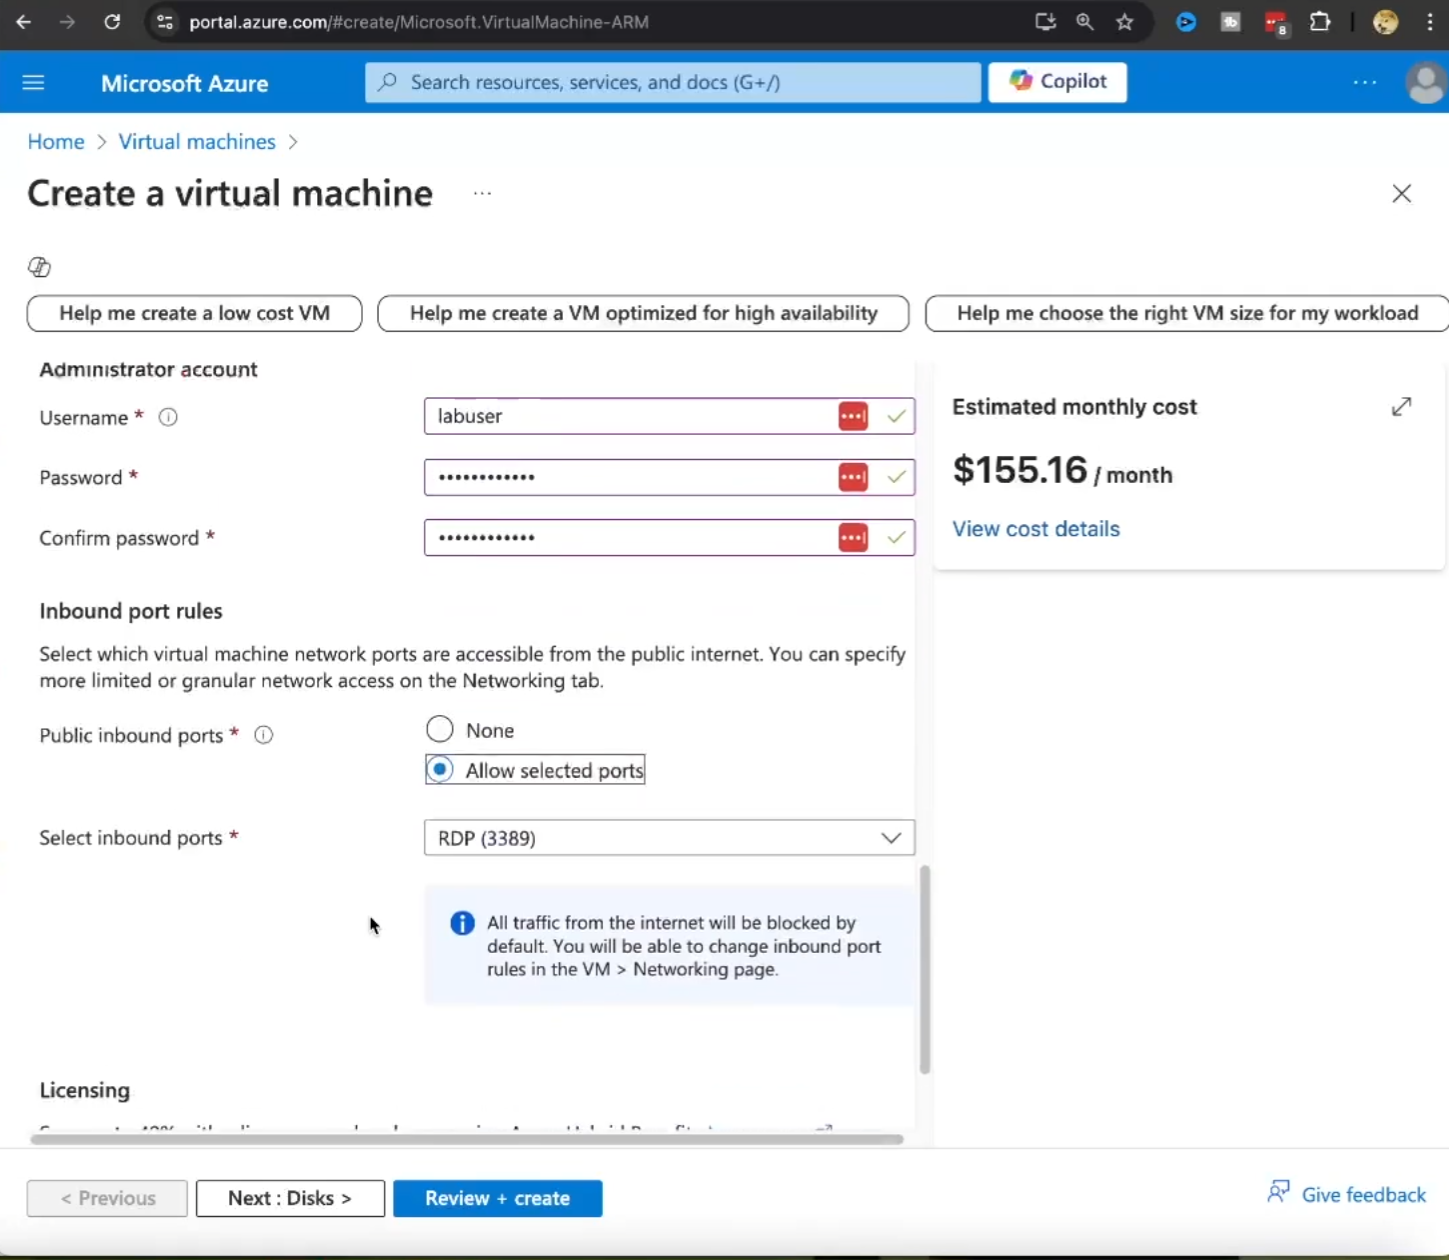 portal.azure.com/#create/Microsoft.VirtualMachine-ARM
8
Microsoft Azure
Search resources, services, and docs (G+/)
Copilot
Home > Virtual machines >
Create a virtual machine ...
Help me create a low cost VM
Help me create a VM optimized for high availability
Help me choose the right VM size for my workload
Administrator account
Username *
labuser
Password *
••••••••••••
Confirm password *
••••••••••••
Inbound port rules
Select which virtual machine network ports are accessible from the public internet. You can specify
more limited or granular network access on the Networking tab.
Public inbound ports *
None
Allow selected ports
Select inbound ports *
RDP (3389)
All traffic from the internet will be blocked by
default. You will be able to change inbound port
rules in the VM > Networking page.
Licensing
Estimated monthly cost
$155.16 / month
View cost details
< Previous
Next : Disks >
Review + create
Give feedback